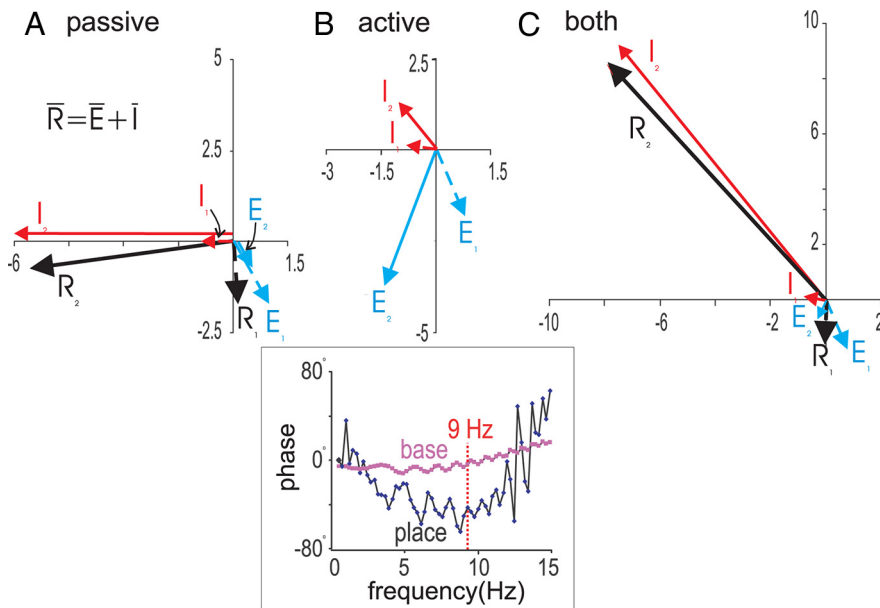 A passive
5
R̅=E̅+I̅
2.5
I₁
I₂
E₂
-6
1.5
R₂
R₁
E₁
-2.5
B active
2.5
I₂
I₁
-3
-1.5
1.5
E₁
E₂
-5
C both
10
I₂
R₂
6
2
I₁
-10
-6
-2
2
E₂
R₁
E₁
80°
9 Hz
base
phase
0°
place
-80°
0
5
10
15
frequency(Hz)